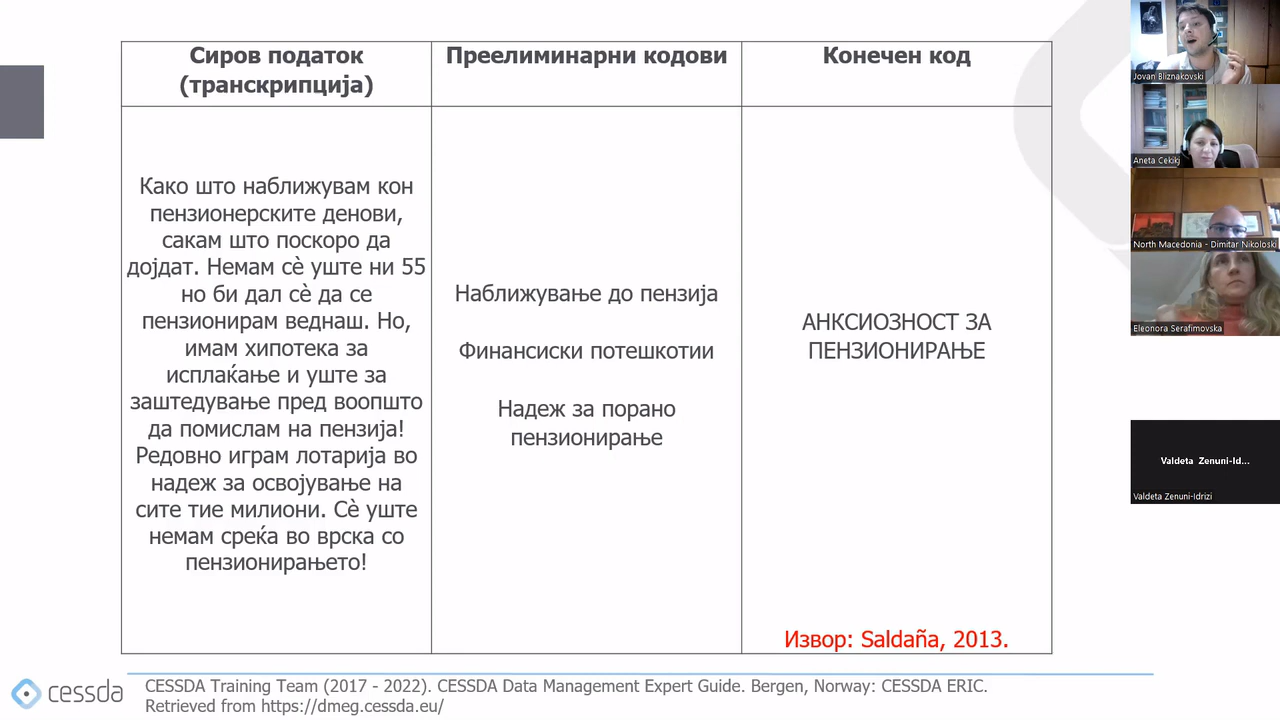 Сиров податок
(транскрипција)
Преелиминарни кодови
Конечен код
Како што наближувам кон
пензионерските денови,
сакам што поскоро да
дојдат. Немам сѐ уште ни 55
но би дал сѐ да се
пензионирам веднаш. Но,
имам хипотека за
исплаќање и уште за
заштедување пред воопшто
да помислам на пензија!
Редовно играм лотарија во
надеж за освојување на
сите тие милиони. Сѐ уште
немам среќа во врска со
пензионирањето!
Наближување до пензија
Финансиски потешкотии
Надеж за порано
пензионирање
АНКСИОЗНОСТ ЗА
ПЕНЗИОНИРАЊЕ
Извор: Saldaña, 2013.
cessda
CESSDA Training Team (2017 - 2022). CESSDA Data Management Expert Guide. Bergen, Norway: CESSDA ERIC.
Retrieved from https://dmeg.cessda.eu/
Jovan Bliznakovski
Aneta Cekikj
North Macedonia - Dimitar Nikoloski
Eleonora Serafimovska
Valdeta Zenuni-Id...
Valdeta Zenuni-Idrizi